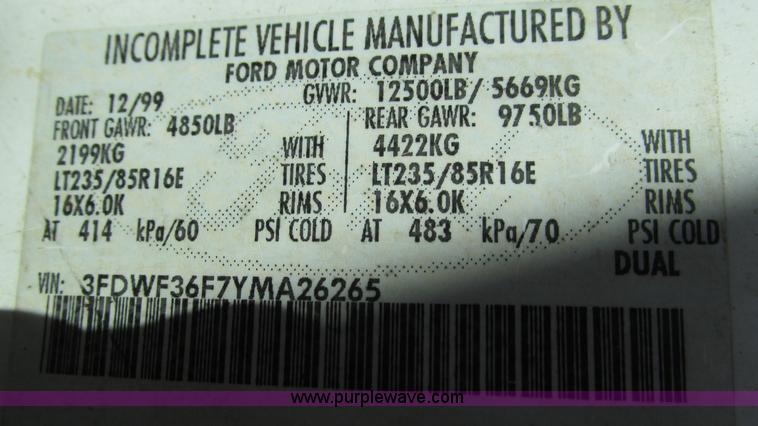 INCOMPLETE VEHICLE MANUFACTURED BY
FORD MOTOR COMPANY
DATE: 12/99 GVWR: 12500LB/ 5669KG
FRONT GAWR: 4850LB REAR GAWR: 9750LB
2199KG WITH 4422KG WITH
LT235/85R16E TIRES LT235/85R16E TIRES
16X6.0K RIMS 16X6.0K RIMS
AT 414 kPa/60 PSI COLD AT 483 kPa/70 PSI COLD
DUAL
VIN: 3FDWF36F7YMA26265
www.purplewave.com